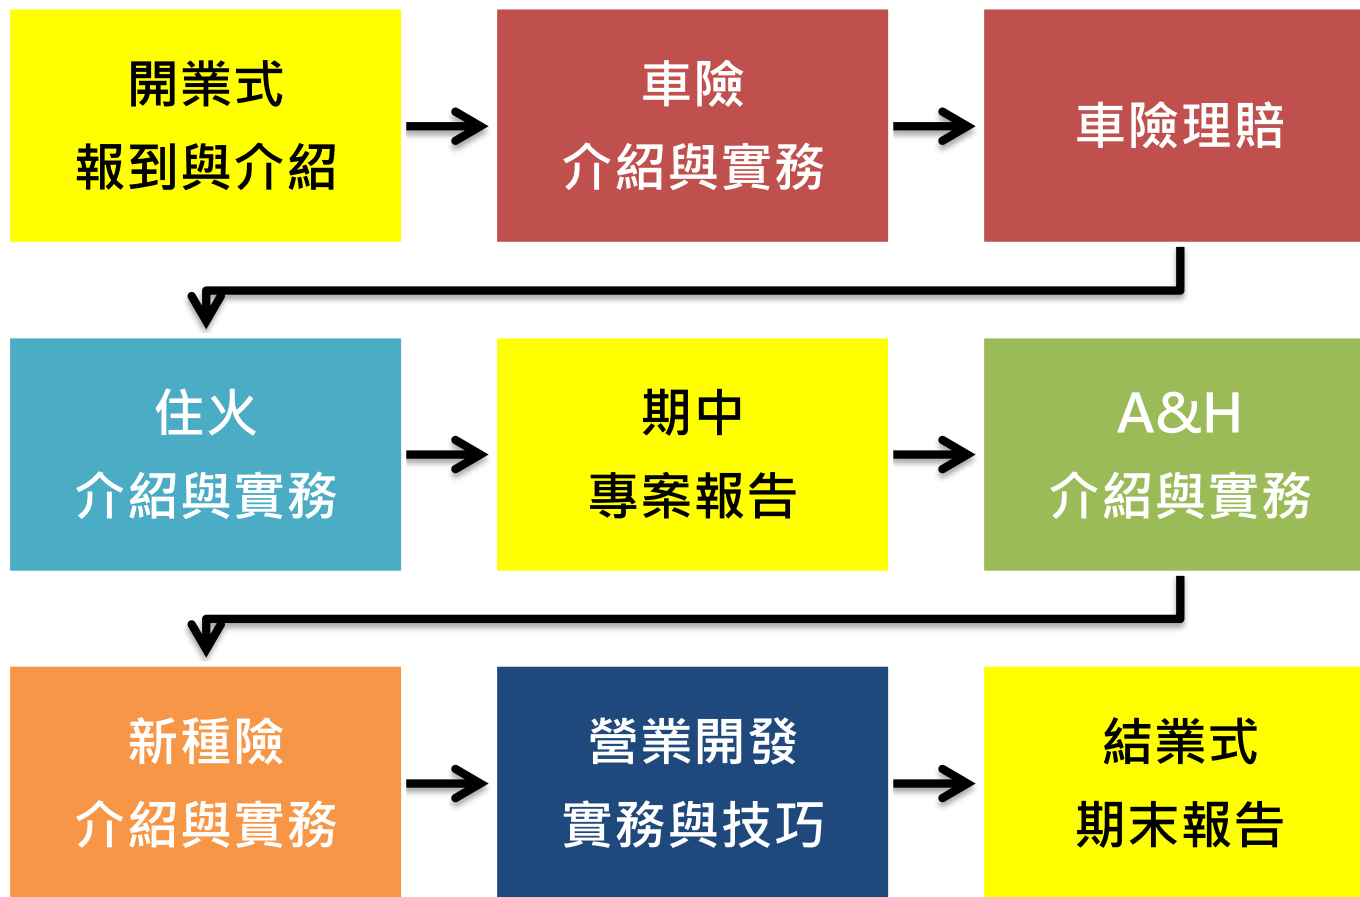 開業式
報到與介紹
車險
介紹與實務
車險理賠
住火
介紹與實務
期中
專案報告
A&H
介紹與實務
新種險
介紹與實務
營業開發
實務與技巧
結業式
期末報告